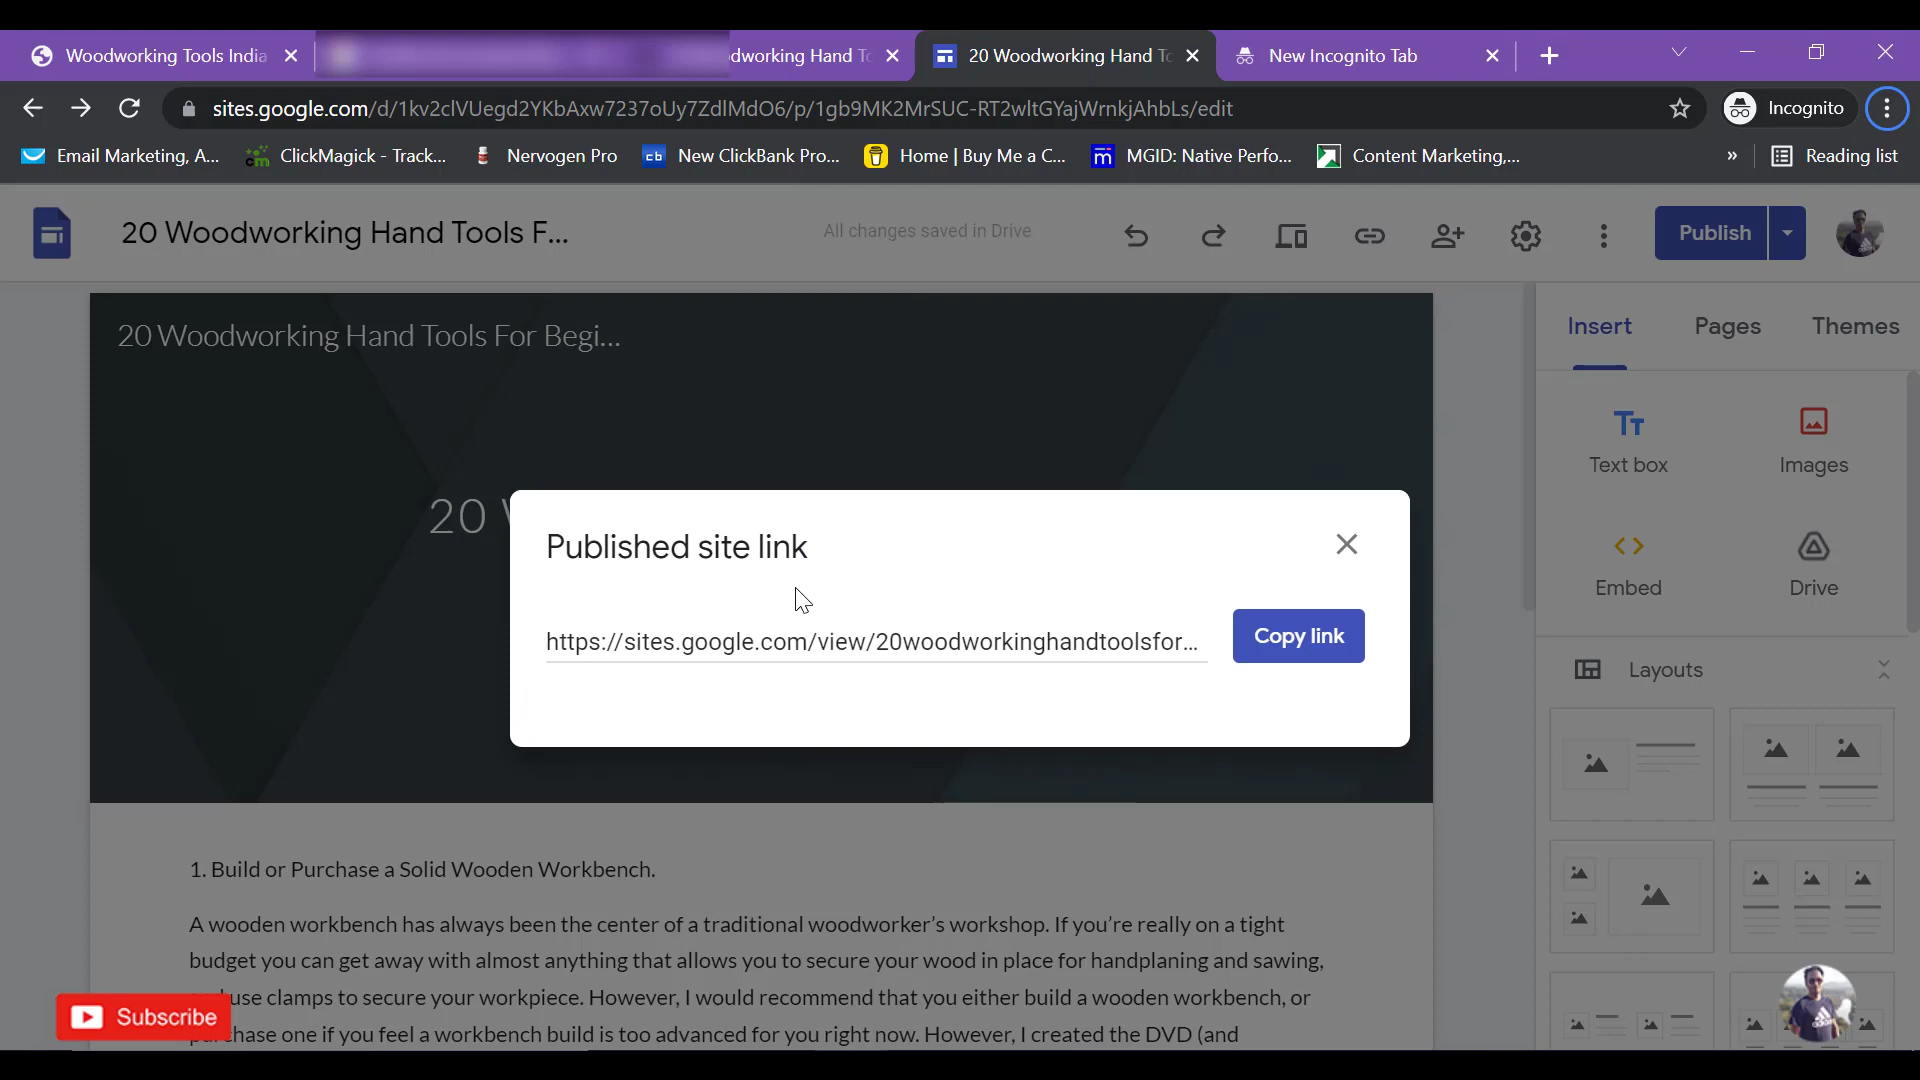 Woodworking Tools India
dworking Hand To
20 Woodworking Hand To
New Incognito Tab
sites.google.com/d/1kv2clVUegd2YKbAxw7237oUy7ZdlMdO6/p/1gb9MK2MrSUC-RT2wltGYajWrnkjAhbLs/edit
Incognito
Email Marketing, A...
ClickMagick - Track...
Nervogen Pro
cb New ClickBank Pro...
Home | Buy Me a C...
MGID: Native Perfo...
Content Marketing,...
»
Reading list
20 Woodworking Hand Tools F...
All changes saved in Drive
Publish
20 Woodworking Hand Tools For Begi...
Insert
Pages
Themes
Text box
Images
Embed
Drive
Layouts
20 W
Published site link
https://sites.google.com/view/20woodworkinghandtoolsfor...
Copy link
1. Build or Purchase a Solid Wooden Workbench.
A wooden workbench has always been the center of a traditional woodworker's workshop. If you're really on a tight
budget you can get away with almost anything that allows you to secure your wood in place for handplaning and sawing,
use clamps to secure your workpiece. However, I would recommend that you either build a wooden workbench, or
purchase one if you feel a workbench build is too advanced for you right now. However, I created the DVD (and
Subscribe